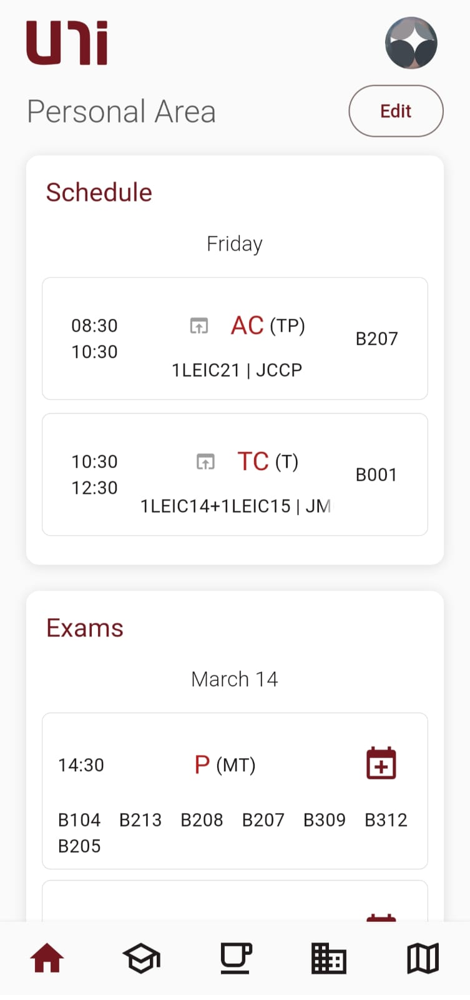 uni
Personal Area
Edit
Schedule
Friday
08:30
10:30
AC (TP)
1LEIC21 | JCCP
B207
10:30
12:30
TC (T)
1LEIC14+1LEIC15 | JM
B001
Exams
March 14
14:30
P (MT)
B104 B213 B208 B207 B309 B312
B205